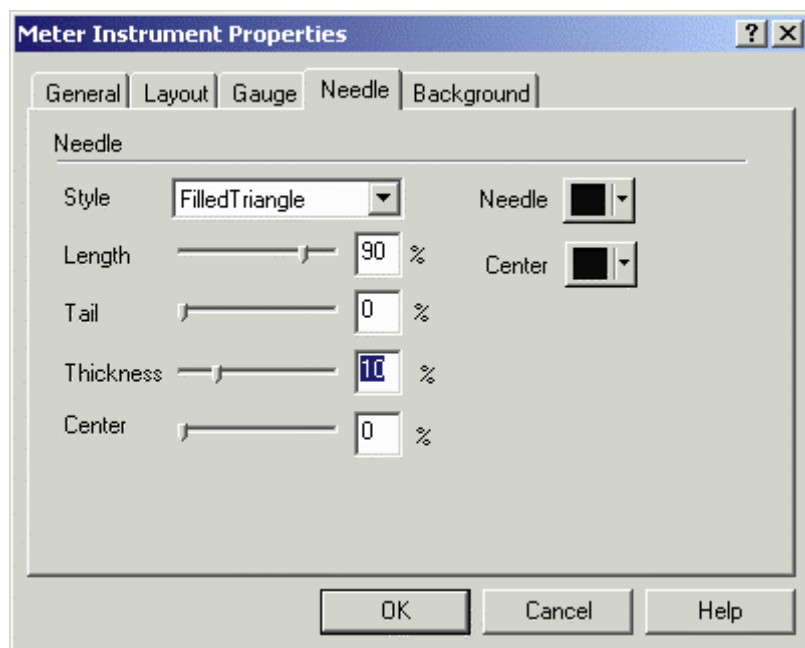 Meter Instrument Properties
General Layout Gauge Needle Background
Needle
Style FilledTriangle Needle
Length 90 % Center
Tail 0 %
Thickness 10 %
Center 0 %
OK Cancel Help